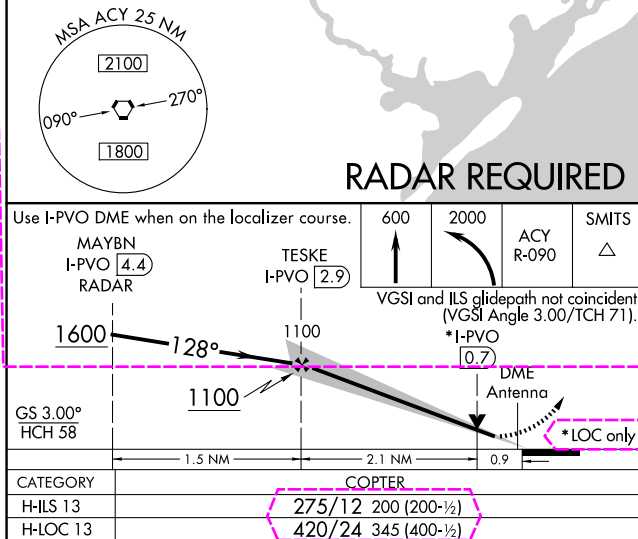 MSA ACY 25 NM
2100
090°
270°
1800
RADAR REQUIRED
Use I-PVO DME when on the localizer course.
600
2000
ACY
R-090
SMITS
MAYBN
I-PVO 4.4
RADAR
TESKE
I-PVO 2.9
VGSI and ILS glidepath not coincident
(VGSI Angle 3.00/TCH 71).
*I-PVO
0.7
DME
Antenna
1600
128°
1100
1100
GS 3.00°
HCH 58
* LOC only
1.5 NM
2.1 NM
0.9
CATEGORY
COPTER
H-ILS 13
275/12 200 (200-½)
H-LOC 13
420/24 345 (400-½)